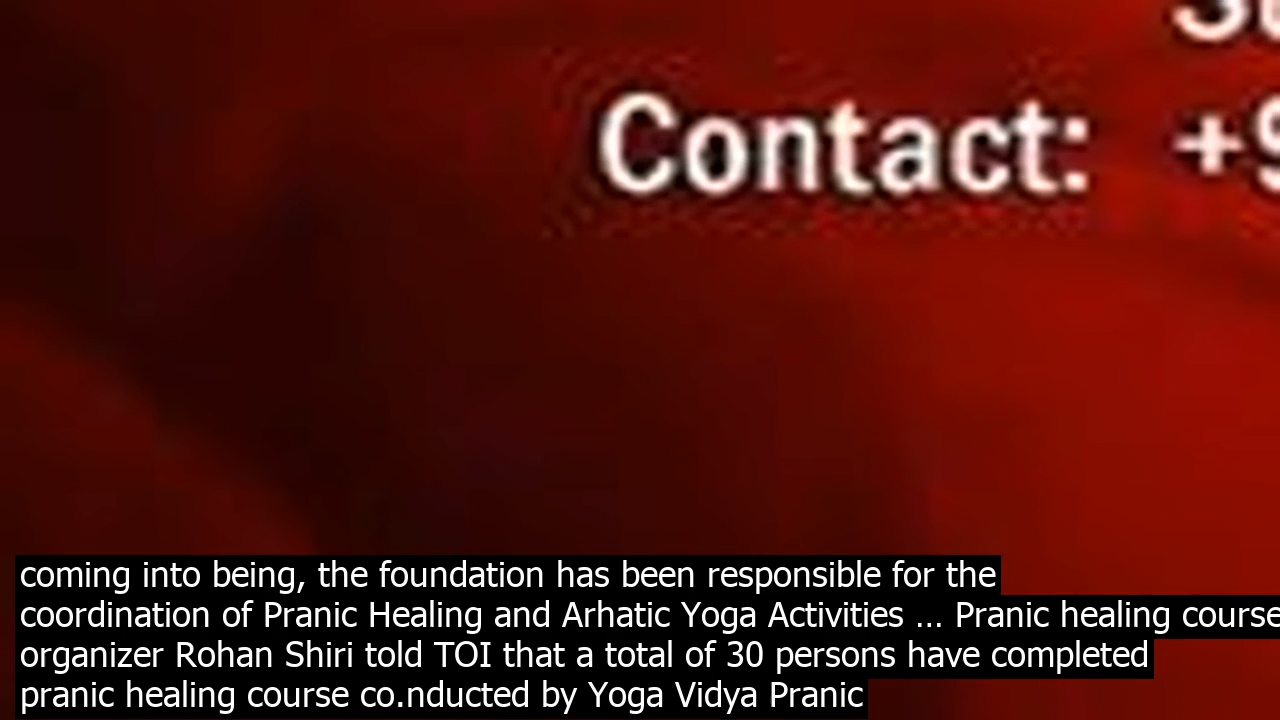 Contact: +9
coming into being, the foundation has been responsible for the
coordination of Pranic Healing and Arhatic Yoga Activities ... Pranic healing course
organizer Rohan Shiri told TOI that a total of 30 persons have completed
pranic healing course co.nducted by Yoga Vidya Pranic